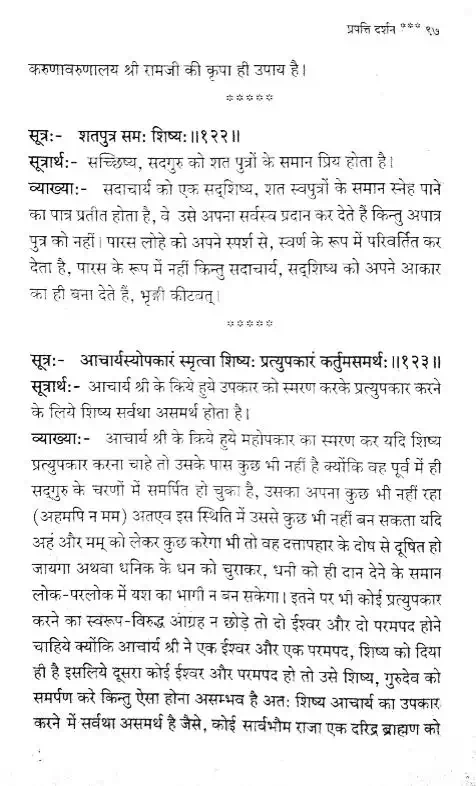 प्रपत्ति दर्शन *** ९७
करुणावरुणालय श्री रामजी की कृपा ही उपाय है।
*****
सूत्र:- शतपुत्र समः शिष्यः॥१२२॥
सूत्रार्थ:- सच्छिष्य, सदगुरु को शत पुत्रों के समान प्रिय होता है।
व्याख्या:- सदाचार्य को एक सद्शिष्य, शत स्वपुत्रों के समान स्नेह पाने
का पात्र प्रतीत होता है, वे उसे अपना सर्वस्व प्रदान कर देते हैं किन्तु अपात्र
पुत्र को नहीं। पारस लोहे को अपने स्पर्श से, स्वर्ण के रूप में परिवर्तित कर
देता है, पारस के रूप में नहीं किन्तु सदाचार्य, सद्शिष्य को अपने आकार
का ही बना देते हैं, भृङ्गी कीटवत्।
*****
सूत्र:- आचार्यस्योपकारं स्मृत्वा शिष्यः प्रत्युपकारं कर्तुमसमर्थः॥१२३॥
सूत्रार्थ:- आचार्य श्री के किये हुये उपकार को स्मरण करके प्रत्युपकार करने
के लिये शिष्य सर्वथा असमर्थ होता है।
व्याख्या:- आचार्य श्री के किये हुये महोपकार का स्मरण कर यदि शिष्य
प्रत्युपकार करना चाहे तो उसके पास कुछ भी नहीं है क्योंकि वह पूर्व में ही
सद्गुरु के चरणों में समर्पित हो चुका है, उसका अपना कुछ भी नहीं रहा
(अहमपि न मम) अतएव इस स्थिति में उससे कुछ भी नहीं बन सकता यदि
अहं और मम् को लेकर कुछ करेगा भी तो वह दत्तापहार के दोष से दूषित हो
जायगा अथवा धनिक के धन को चुराकर, धनी को ही दान देने के समान
लोक-परलोक में यश का भागी न बन सकेगा। इतने पर भी कोई प्रत्युपकार
करने का स्वरूप-विरुद्ध आग्रह न छोड़े तो दो ईश्वर और दो परमपद होने
चाहिये क्योंकि आचार्य श्री ने एक ईश्वर और एक परमपद, शिष्य को दिया
ही है इसलिये दूसरा कोई ईश्वर और परमपद हो तो उसे शिष्य, गुरुदेव को
समर्पण करे किन्तु ऐसा होना असम्भव है अतः शिष्य आचार्य का उपकार
करने में सर्वथा असमर्थ है जैसे, कोई सार्वभौम राजा एक दरिद्र ब्राह्मण को